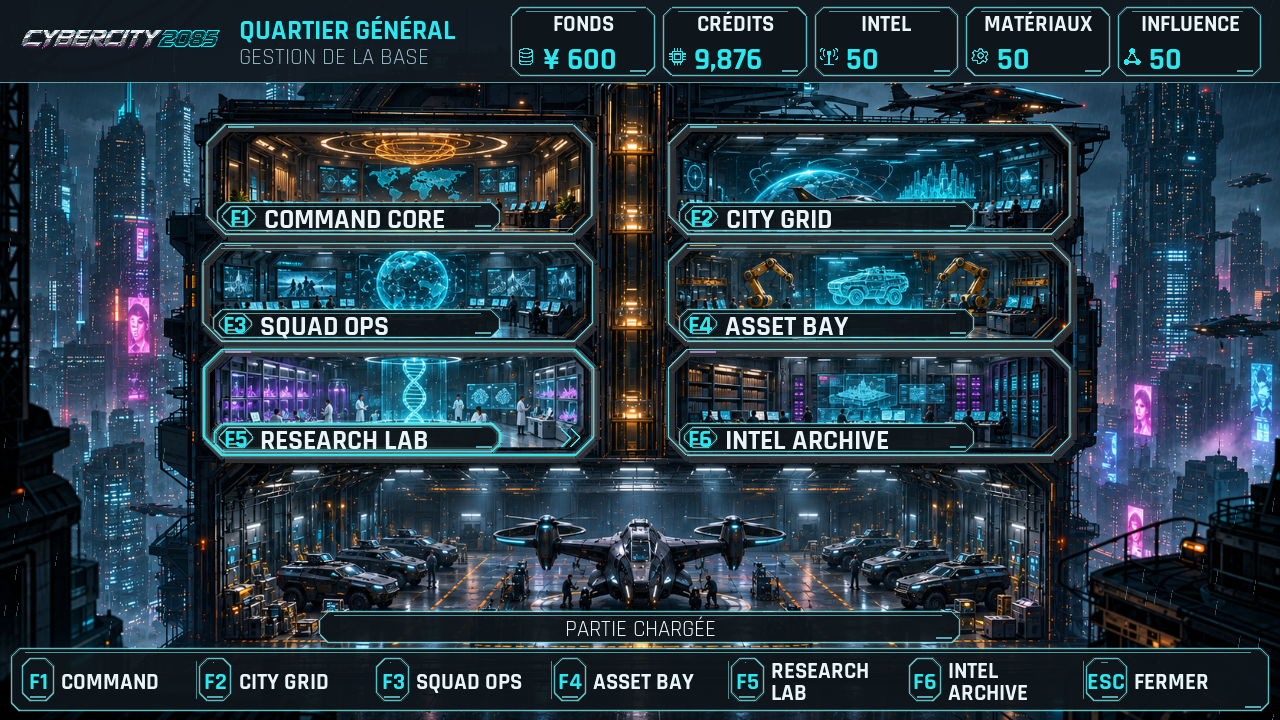 CYBERCITY 2085
QUARTIER GÉNÉRAL
GESTION DE LA BASE
FONDS
¥ 600
CRÉDITS
9,876
INTEL
50
MATÉRIAUX
50
INFLUENCE
50
F1 COMMAND CORE
F2 CITY GRID
F3 SQUAD OPS
F4 ASSET BAY
F5 RESEARCH LAB
F6 INTEL ARCHIVE
PARTIE CHARGÉE
F1 COMMAND
F2 CITY GRID
F3 SQUAD OPS
F4 ASSET BAY
F5 RESEARCH
LAB
F6 INTEL
ARCHIVE
ESC FERMER